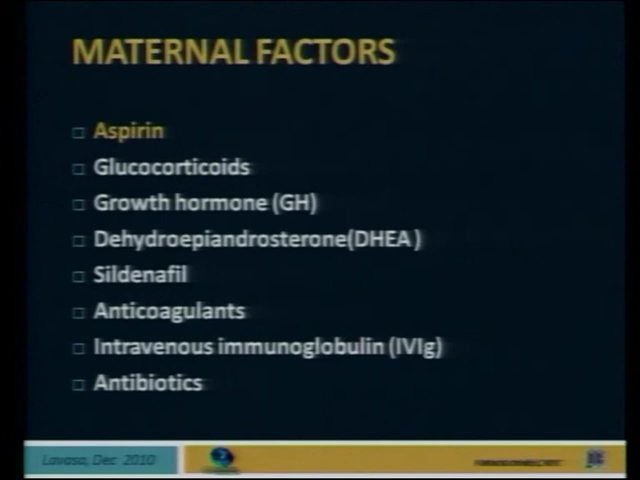 MATERNAL FACTORS
Aspirin
Glucocorticoids
Growth hormone (GH)
Dehydroepiandrosterone(DHEA )
Sildenafil
Anticoagulants
Intravenous immunoglobulin (IVIg)
Antibiotics
Lavasa, Dec 2010